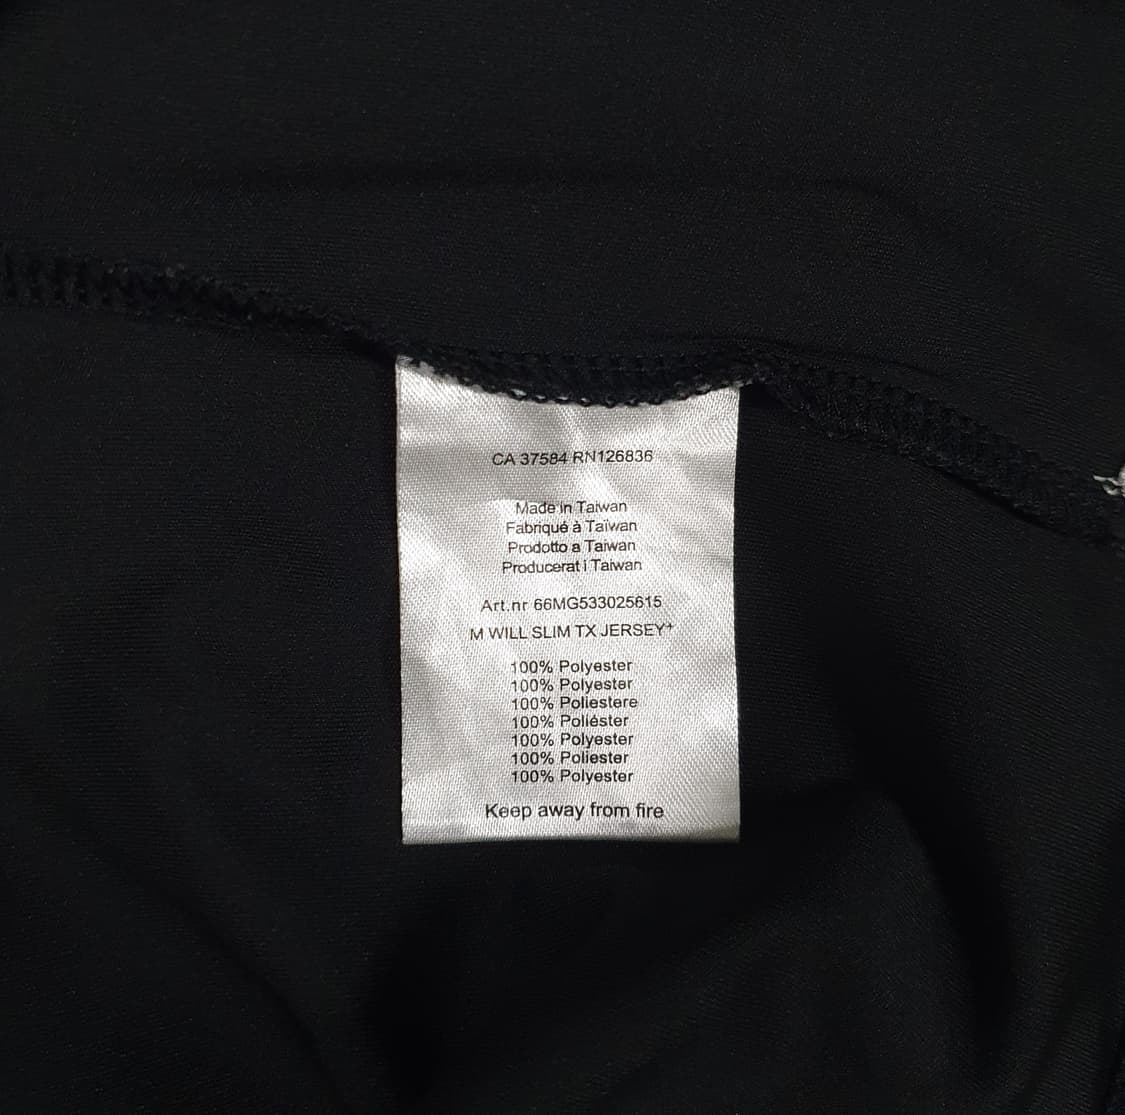 CA 37584 RN126836
Made in Taiwan
Fabriqué à Taïwan
Prodotto a Taiwan
Producerat i Taiwan
Art.nr 66MG533025615
M WILL SLIM TX JERSEY+
100% Polyester
100% Polyester
100% Poliestere
100% Poliéster
100% Polyester
100% Poliester
100% Polyester
Keep away from fire